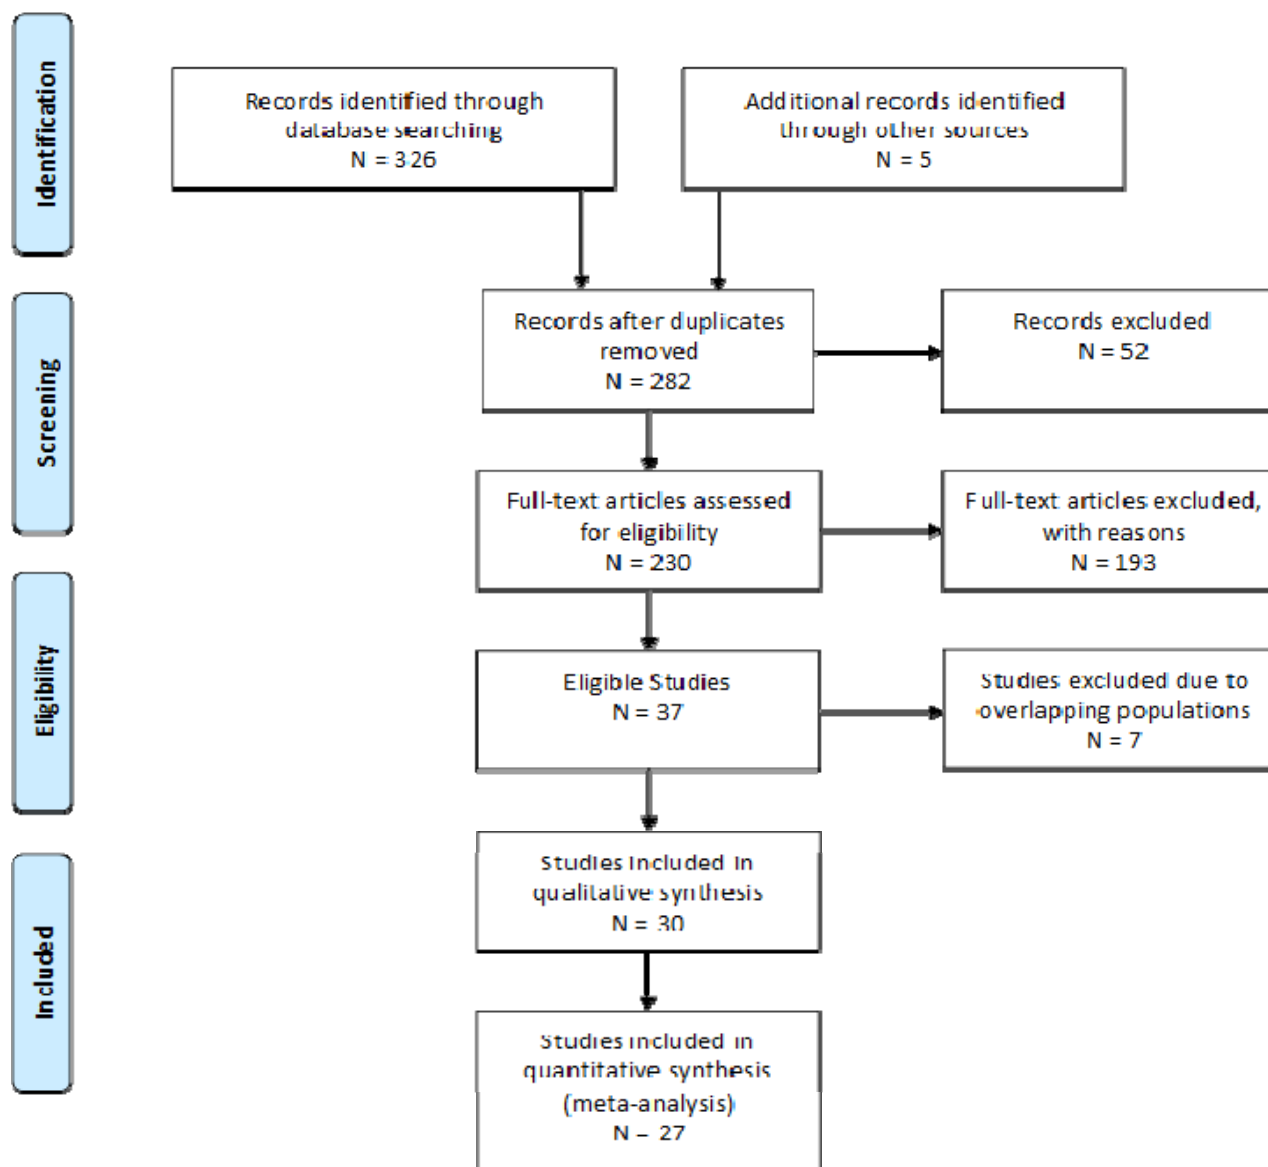 Identification
Records identified through
database searching
N = 326
Additional records identified
through other sources
N = 5
Screening
Records after duplicates
removed
N = 282
Records excluded
N = 52
Full-text articles assessed
for eligibility
N = 230
Full-text articles excluded,
with reasons
N = 193
Eligibility
Eligible Studies
N = 37
Studies excluded due to
overlapping populations
N = 7
Included
Studies included in
qualitative synthesis
N = 30
Studies included in
quantitative synthesis
(meta-analysis)
N = 27